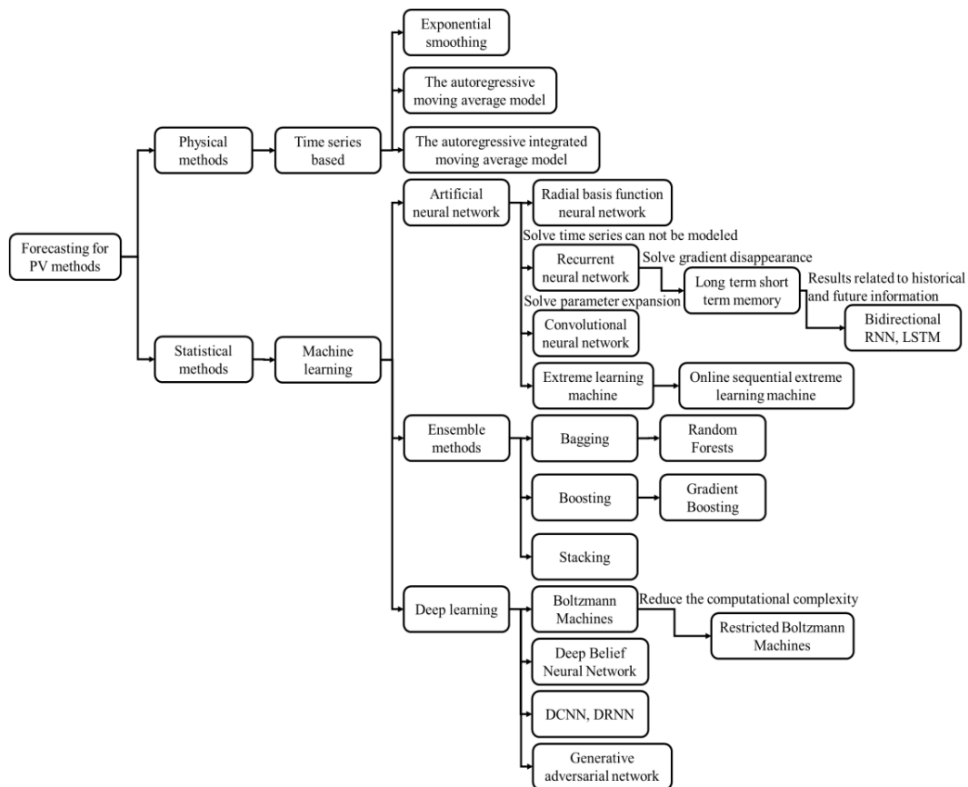 Exponential
smoothing
The autoregressive
moving average model
Physical
methods
Time series
based
The autoregressive integrated
moving average model
Artificial
neural network
Radial basis function
neural network
Forecasting for
PV methods
Solve time series can not be modeled
Recurrent
neural network
Solve gradient disappearance
Long term short
term memory
Results related to historical
and future information
Solve parameter expansion
Convolutional
neural network
Bidirectional
RNN, LSTM
Statistical
methods
Machine
learning
Extreme learning
machine
Online sequential extreme
learning machine
Ensemble
methods
Bagging
Random
Forests
Boosting
Gradient
Boosting
Stacking
Deep learning
Boltzmann
Machines
Reduce the computational complexity
Restricted Boltzmann
Machines
Deep Belief
Neural Network
DCNN, DRNN
Generative
adversarial network